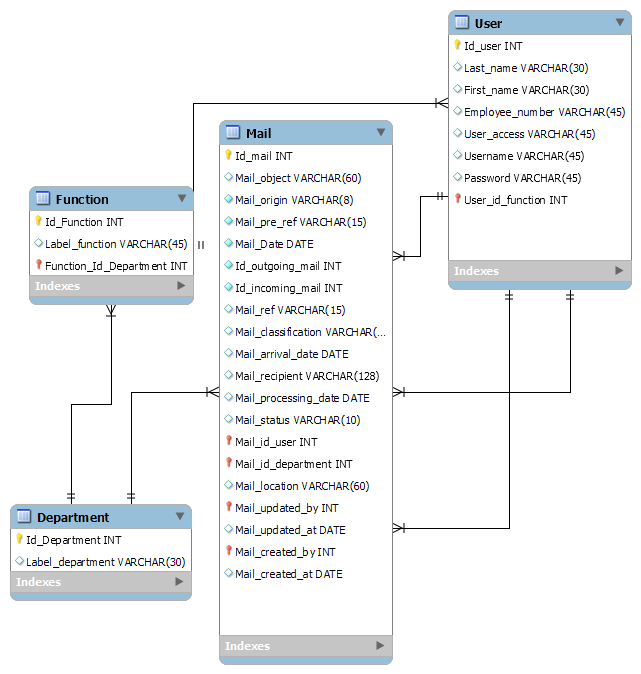 User
Id_user INT
Last_name VARCHAR(30)
First_name VARCHAR(30)
Employee_number VARCHAR(45)
User_access VARCHAR(45)
Username VARCHAR(45)
Password VARCHAR(45)
User_id_function INT
Indexes
Mail
Id_mail INT
Mail_object VARCHAR(60)
Mail_origin VARCHAR(8)
Mail_pre_ref VARCHAR(15)
Mail_Date DATE
Id_outgoing_mail INT
Id_incoming_mail INT
Mail_ref VARCHAR(15)
Mail_classification VARCHAR(...
Mail_arrival_date DATE
Mail_recipient VARCHAR(128)
Mail_processing_date DATE
Mail_status VARCHAR(10)
Mail_id_user INT
Mail_id_department INT
Mail_location VARCHAR(60)
Mail_updated_by INT
Mail_updated_at DATE
Mail_created_by INT
Mail_created_at DATE
Indexes
Function
Id_Function INT
Label_function VARCHAR(45)
Function_Id_Department INT
Indexes
Department
Id_Department INT
Label_department VARCHAR(30)
Indexes